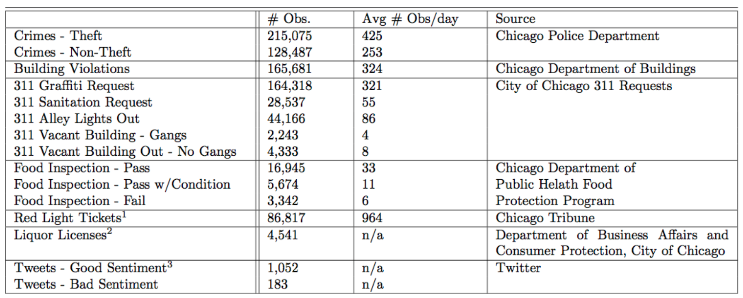 # Obs. Avg # Obs/day Source
Crimes - Theft 215,075 425 Chicago Police Department
Crimes - Non-Theft 128,487 253
Building Violations 165,681 324 Chicago Department of Buildings
311 Graffiti Request 164,318 321 City of Chicago 311 Requests
311 Sanitation Request 28,537 55
311 Alley Lights Out 44,166 86
311 Vacant Building - Gangs 2,243 4
311 Vacant Building Out - No Gangs 4,333 8
Food Inspection - Pass 16,945 33 Chicago Department of
Food Inspection - Pass w/Condition 5,674 11 Public Helath Food
Food Inspection - Fail 3,342 6 Protection Program
Red Light Tickets¹ 86,817 964 Chicago Tribune
Liquor Licenses² 4,541 n/a Department of Business Affairs and
Consumer Protection, City of Chicago
Tweets - Good Sentiment³ 1,052 n/a Twitter
Tweets - Bad Sentiment 183 n/a